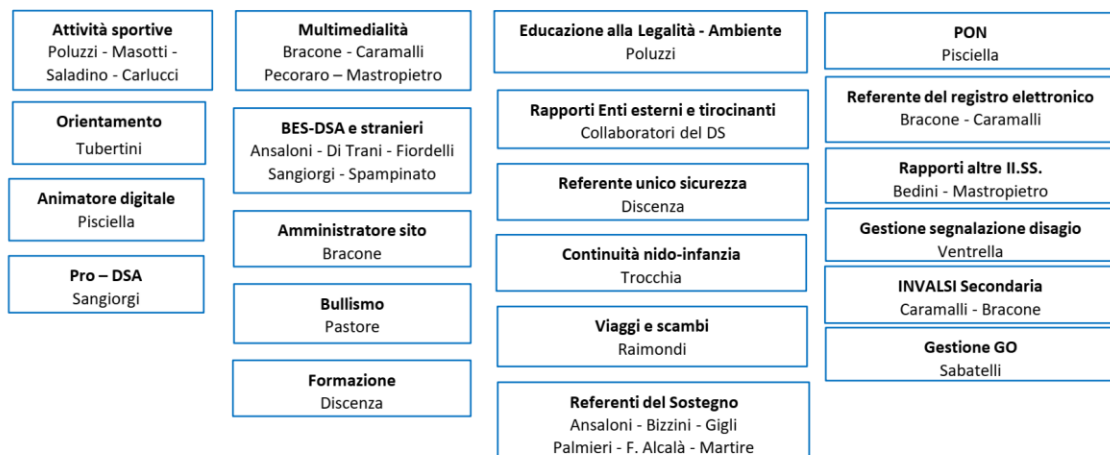 Attività sportive
Poluzzi - Masotti -
Saladino - Carlucci
Orientamento
Tubertini
Animatore digitale
Pisciella
Pro – DSA
Sangiorgi
Multimedialità
Bracone - Caramalli
Pecoraro – Mastropietro
BES-DSA e stranieri
Ansaloni - Di Trani - Fiordelli
Sangiorgi - Spampinato
Amministratore sito
Bracone
Bullismo
Pastore
Formazione
Discenza
Educazione alla Legalità - Ambiente
Poluzzi
Rapporti Enti esterni e tirocinanti
Collaboratori del DS
Referente unico sicurezza
Discenza
Continuità nido-infanzia
Trocchia
Viaggi e scambi
Raimondi
Referenti del Sostegno
Ansaloni - Bizzini - Gigli
Palmieri - F. Alcalà - Martire
PON
Pisciella
Referente del registro elettronico
Bracone - Caramalli
Rapporti altre II.SS.
Bedini - Mastropietro
Gestione segnalazione disagio
Ventrella
INVALSI Secondaria
Caramalli - Bracone
Gestione GO
Sabatelli